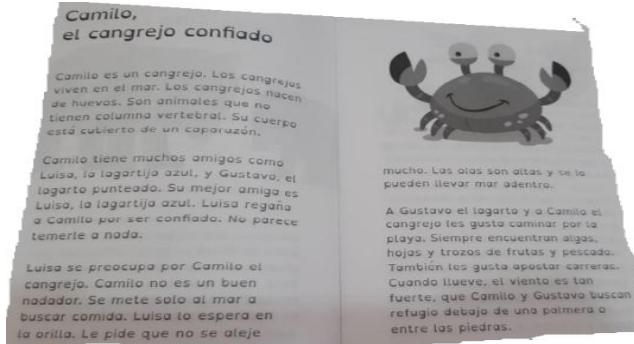 Camilo,
el cangrejo confiado
Camilo es un cangrejo. Los cangrejos
viven en el mar. Los cangrejos nacen
de huevos. Son animales que no
tienen columna vertebral. Su cuerpo
está cubierto de un caparazón.
Camilo tiene muchos amigos como
Luisa, la lagartija azul, y Gustavo, el
lagarto punteado. Su mejor amiga es
Luisa, la lagartija azul. Luisa regaña
a Camilo por ser confiado. No parece
temerle a nada.
Luisa se preocupa por Camilo el
cangrejo. Camilo no es un buen
nadador. Se mete solo al mar a
buscar comida. Luisa lo espera en
la orilla. Le pide que no se aleje
mucho. Las olas son altas y se lo
pueden llevar mar adentro.
A Gustavo el lagarto y a Camilo el
cangrejo les gusta caminar por la
playa. Siempre encuentran algas,
hojas y trozos de frutas y pescado.
También les gusta apostar carreras.
Cuando llueve, el viento es tan
fuerte, que Camilo y Gustavo buscan
refugio debajo de una palmera o
entre las piedras.